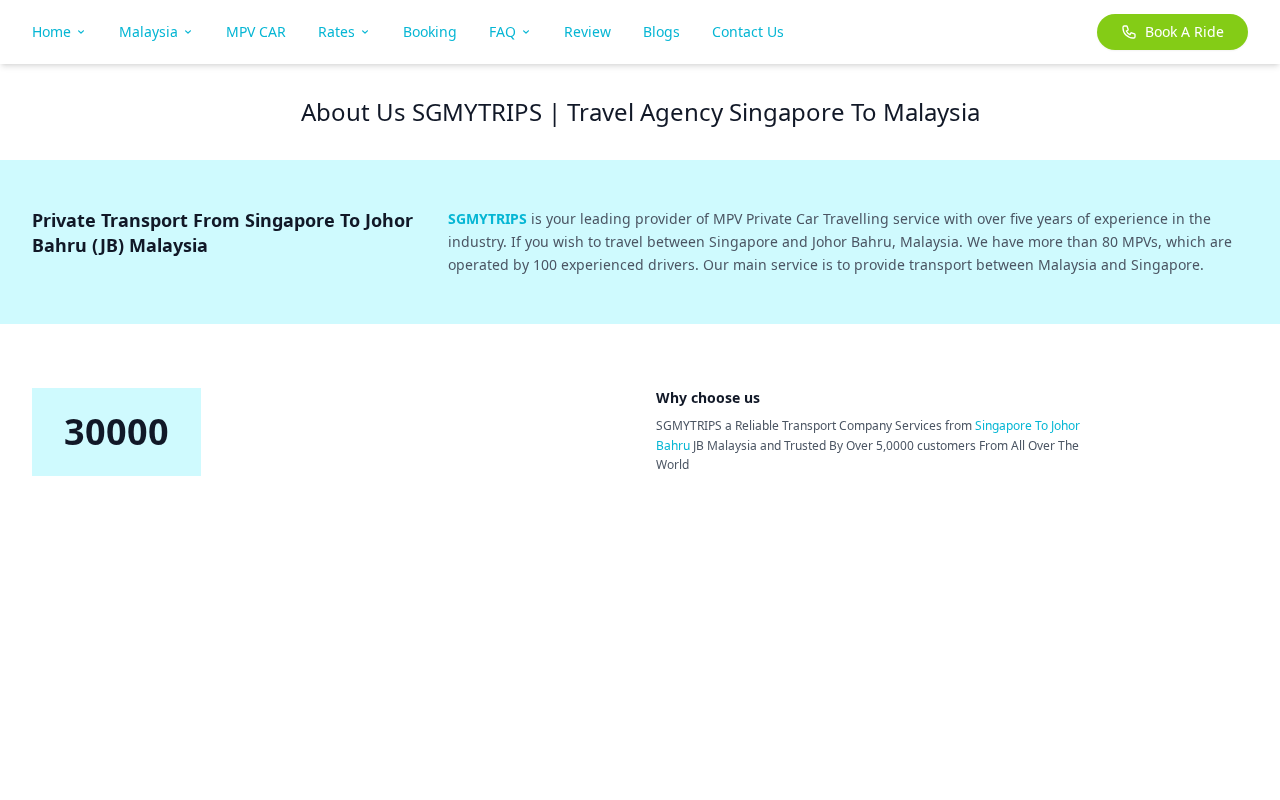 Home
Malaysia
MPV CAR
Rates
Booking
FAQ
Review
Blogs
Contact Us
Book A Ride
About Us SGMYTRIPS | Travel Agency Singapore To Malaysia
Private Transport From Singapore To Johor
Bahru (JB) Malaysia
SGMYTRIPS is your leading provider of MPV Private Car Travelling service with over five years of experience in the
industry. If you wish to travel between Singapore and Johor Bahru, Malaysia. We have more than 80 MPVs, which are
operated by 100 experienced drivers. Our main service is to provide transport between Malaysia and Singapore.
30000
Why choose us
SGMYTRIPS a Reliable Transport Company Services from Singapore To Johor
Bahru JB Malaysia and Trusted By Over 5,0000 customers From All Over The
World